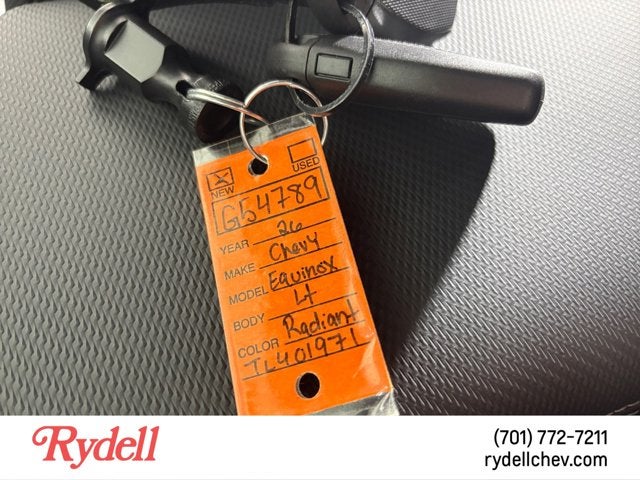 X
NEW USED
G54789
YEAR 26
MAKE Chevy
MODEL Equinox
BODY Lt
COLOR Radiant
TL401971
Rydell
(701) 772-7211
rydellchev.com